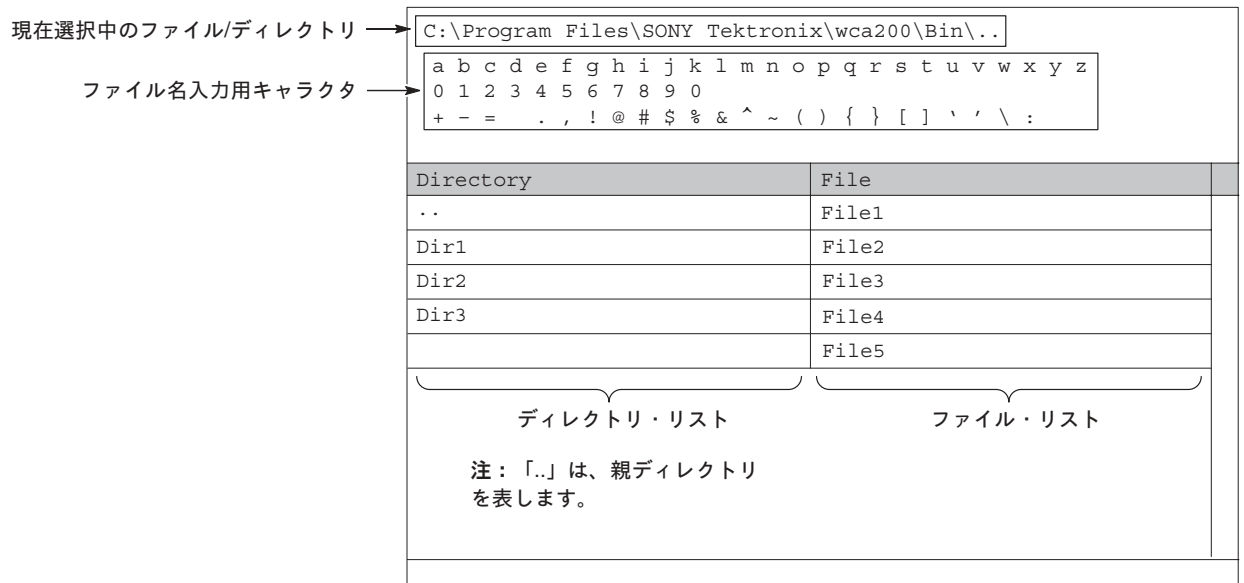 現在選択中のファイル/ディレクトリ
C:\Program Files\SONY Tektronix\wca200\Bin\..
ファイル名入力用キャラクタ
a b c d e f g h i j k l m n o p q r s t u v w x y z
0 1 2 3 4 5 6 7 8 9 0
+ − = . , ! @ # $ % & ^ ~ ( ) { } [ ] ‘ ’ \ :
Directory File
.. File1
Dir1 File2
Dir2 File3
Dir3 File4
File5
ディレクトリ・リスト ファイル・リスト
注：「..」は、親ディレクトリ
を表します。